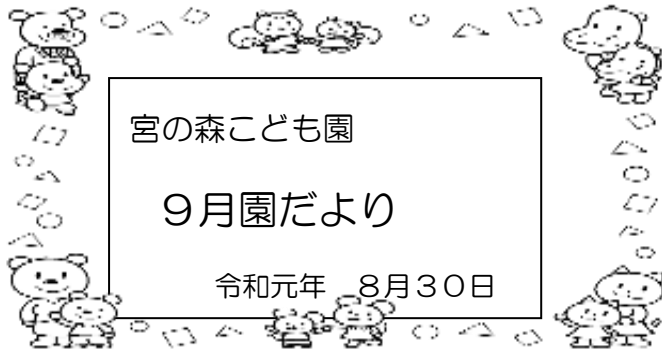 宮の森こども園
９月園だより
令和元年　８月３０日